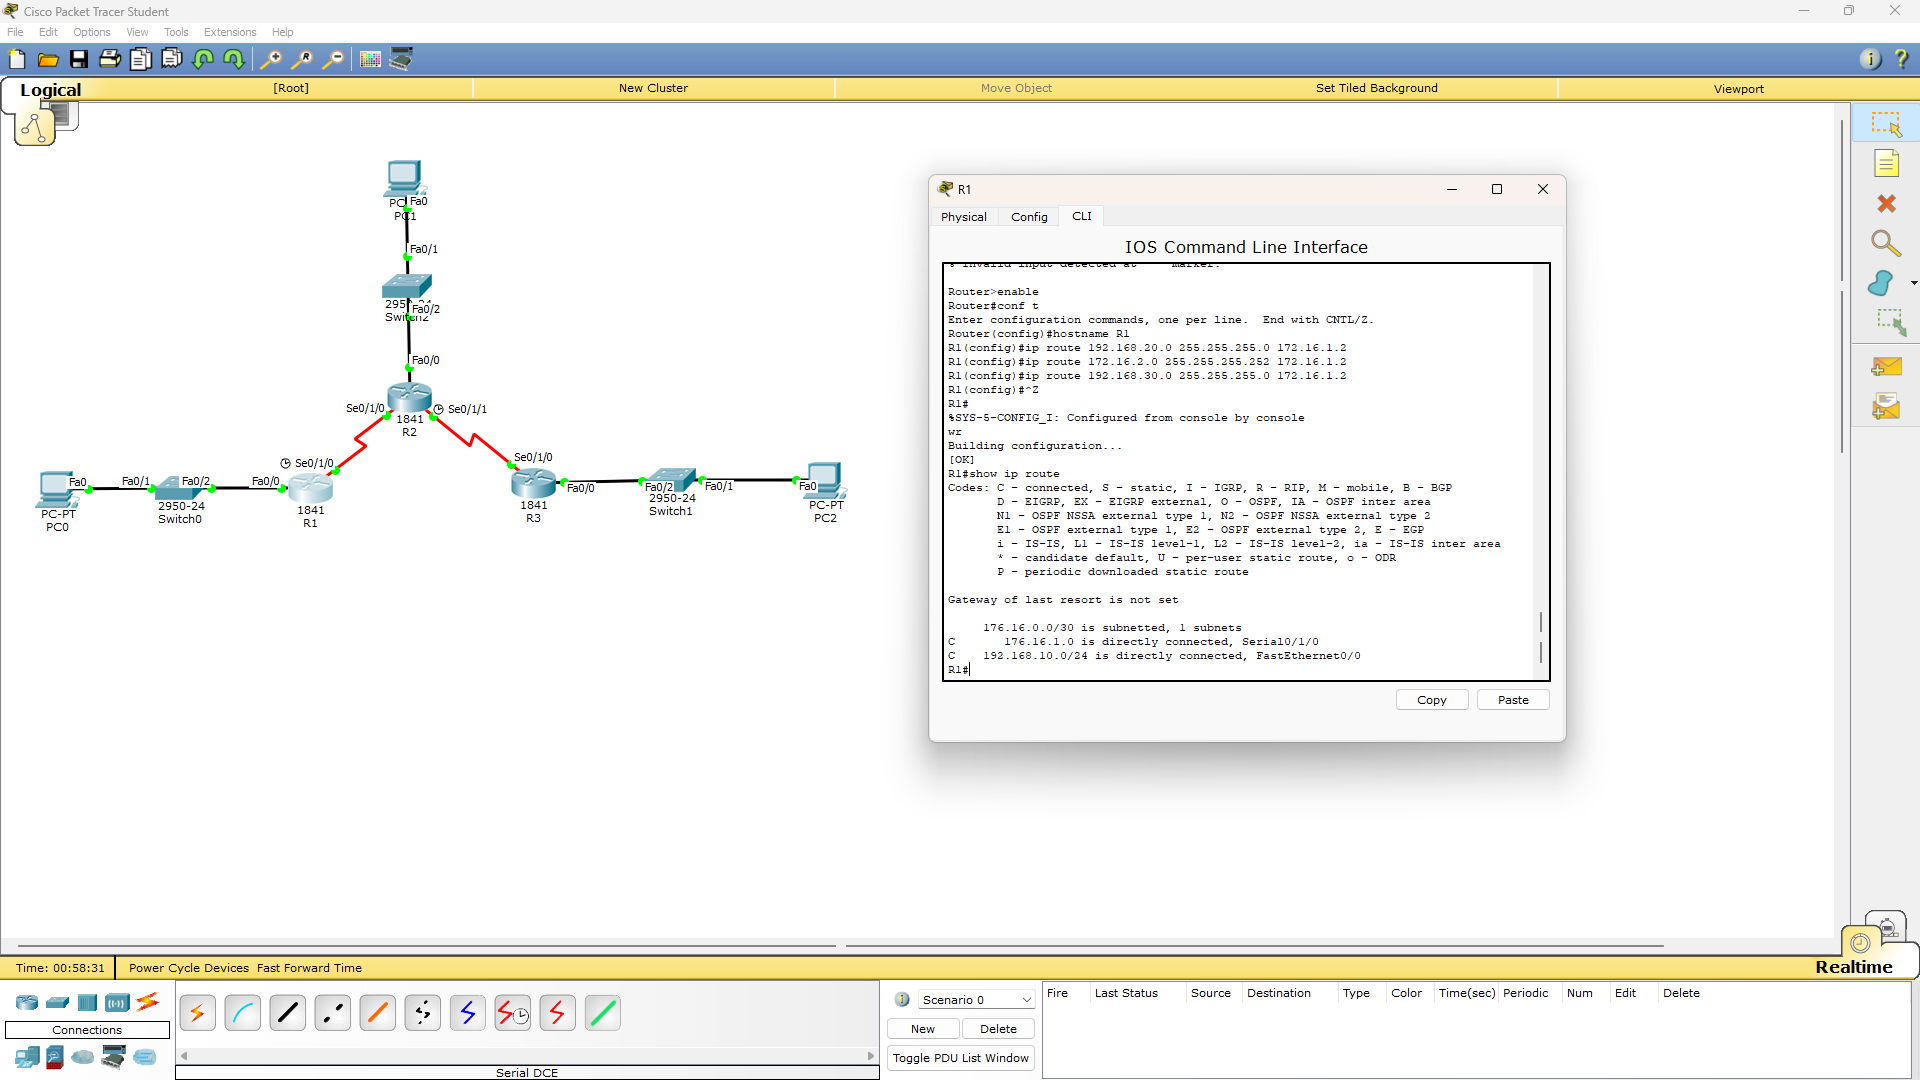 Cisco Packet Tracer Student
File Edit Options View Tools Extensions Help
Logical [Root] New Cluster Move Object Set Tiled Background Viewport
PC1
Fa0
Fa0/1
Switch2
Fa0/2
Fa0/0
Se0/1/0 Se0/1/1
1841
R2
Se0/1/0
Se0/1/0
Fa0 Fa0/1 Fa0/2 Fa0/0
PC-PT
PC0
2950-24
Switch0
1841
R1
Fa0/0 Fa0/2 Fa0/1 Fa0
1841
R3
2950-24
Switch1
PC-PT
PC2
R1
Physical Config CLI
IOS Command Line Interface
% Invalid input detected at marker.
Router>enable
Router#conf t
Enter configuration commands, one per line.  End with CNTL/Z.
Router(config)#hostname R1
R1(config)#ip route 192.168.20.0 255.255.255.0 172.16.1.2
R1(config)#ip route 172.16.2.0 255.255.255.252 172.16.1.2
R1(config)#ip route 192.168.30.0 255.255.255.0 172.16.1.2
R1(config)#^Z
R1#
%SYS-5-CONFIG_I: Configured from console by console
wr
Building configuration...
[OK]
R1#show ip route
Codes: C - connected, S - static, I - IGRP, R - RIP, M - mobile, B - BGP
D - EIGRP, EX - EIGRP external, O - OSPF, IA - OSPF inter area
N1 - OSPF NSSA external type 1, N2 - OSPF NSSA external type 2
E1 - OSPF external type 1, E2 - OSPF external type 2, E - EGP
i - IS-IS, L1 - IS-IS level-1, L2 - IS-IS level-2, ia - IS-IS inter area
* - candidate default, U - per-user static route, o - ODR
P - periodic downloaded static route
Gateway of last resort is not set
176.16.0.0/30 is subnetted, 1 subnets
C 176.16.1.0 is directly connected, Serial0/1/0
C 192.168.10.0/24 is directly connected, FastEthernet0/0
R1#
Copy Paste
Time: 00:58:31 Power Cycle Devices Fast Forward Time
Realtime
Connections
Serial DCE
Scenario 0
New Delete
Toggle PDU List Window
Fire Last Status Source Destination Type Color Time(sec) Periodic Num Edit Delete